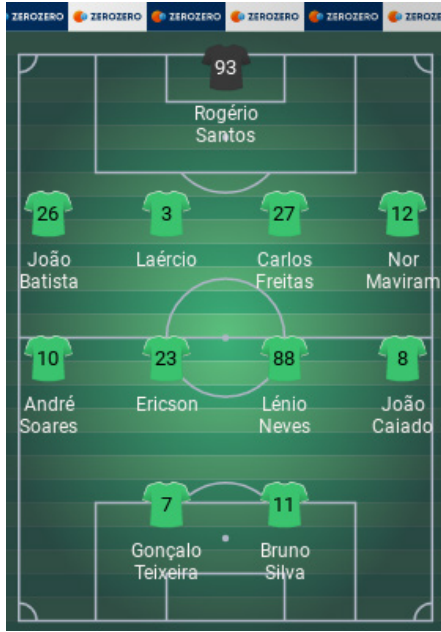 ZEROZERO ZEROZERO ZEROZERO ZEROZERO ZEROZERO
93
Rogério
Santos
26 3 27 12
João Laércio Carlos Nor
Batista Freitas Maviram
10 23 88 8
André Ericson Lénio João
Soares Neves Caiado
7 11
Gonçalo Bruno
Teixeira Silva